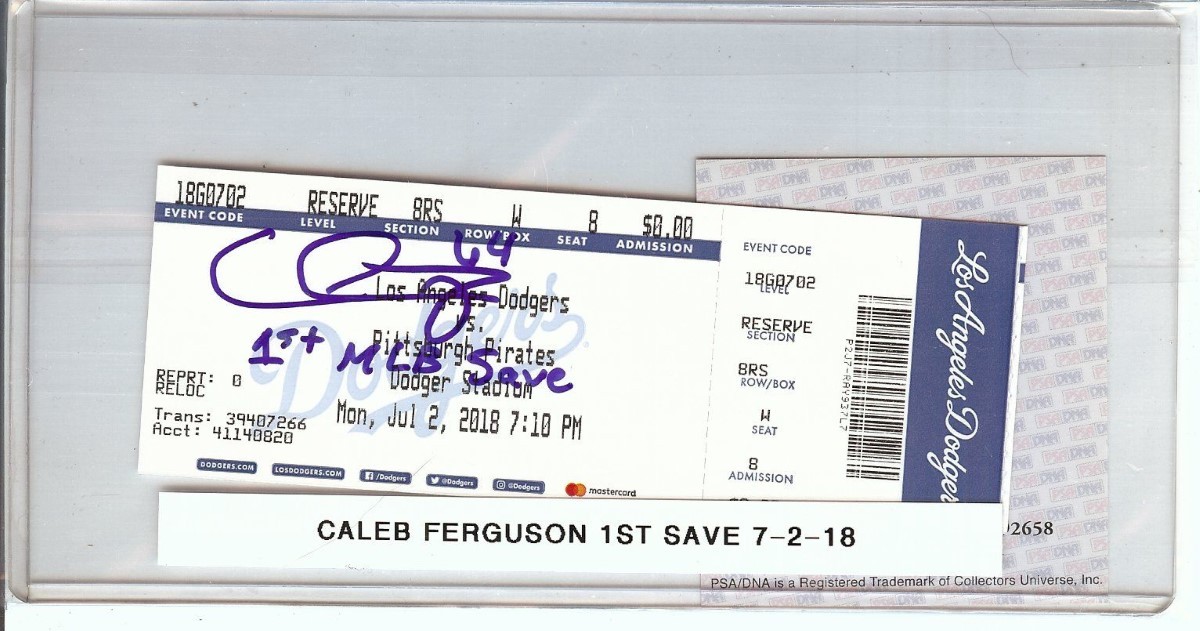 18G0702 RESERVE 8RS W 8 $0.00
EVENT CODE LEVEL SECTION ROW/BOX SEAT ADMISSION
64
Los Angeles Dodgers
vs.
Pittsburgh Pirates
Dodger Stadium
Mon, Jul 2, 2018 7:10 PM
1st MLB Save
Dodgers
REPRT: 0
RELOC
Trans: 39407266
Acct: 41140820
DODGERS.COM LOSDODGERS.COM /Dodgers @Dodgers @Dodgers mastercard
EVENT CODE
18G0702
LEVEL
RESERVE
SECTION
8RS
ROW/BOX
W
SEAT
8
ADMISSION
P2J7-RAY937L7
Los Angeles Dodgers
CALEB FERGUSON 1ST SAVE 7-2-18
2658
PSA/DNA is a Registered Trademark of Collectors Universe, Inc.